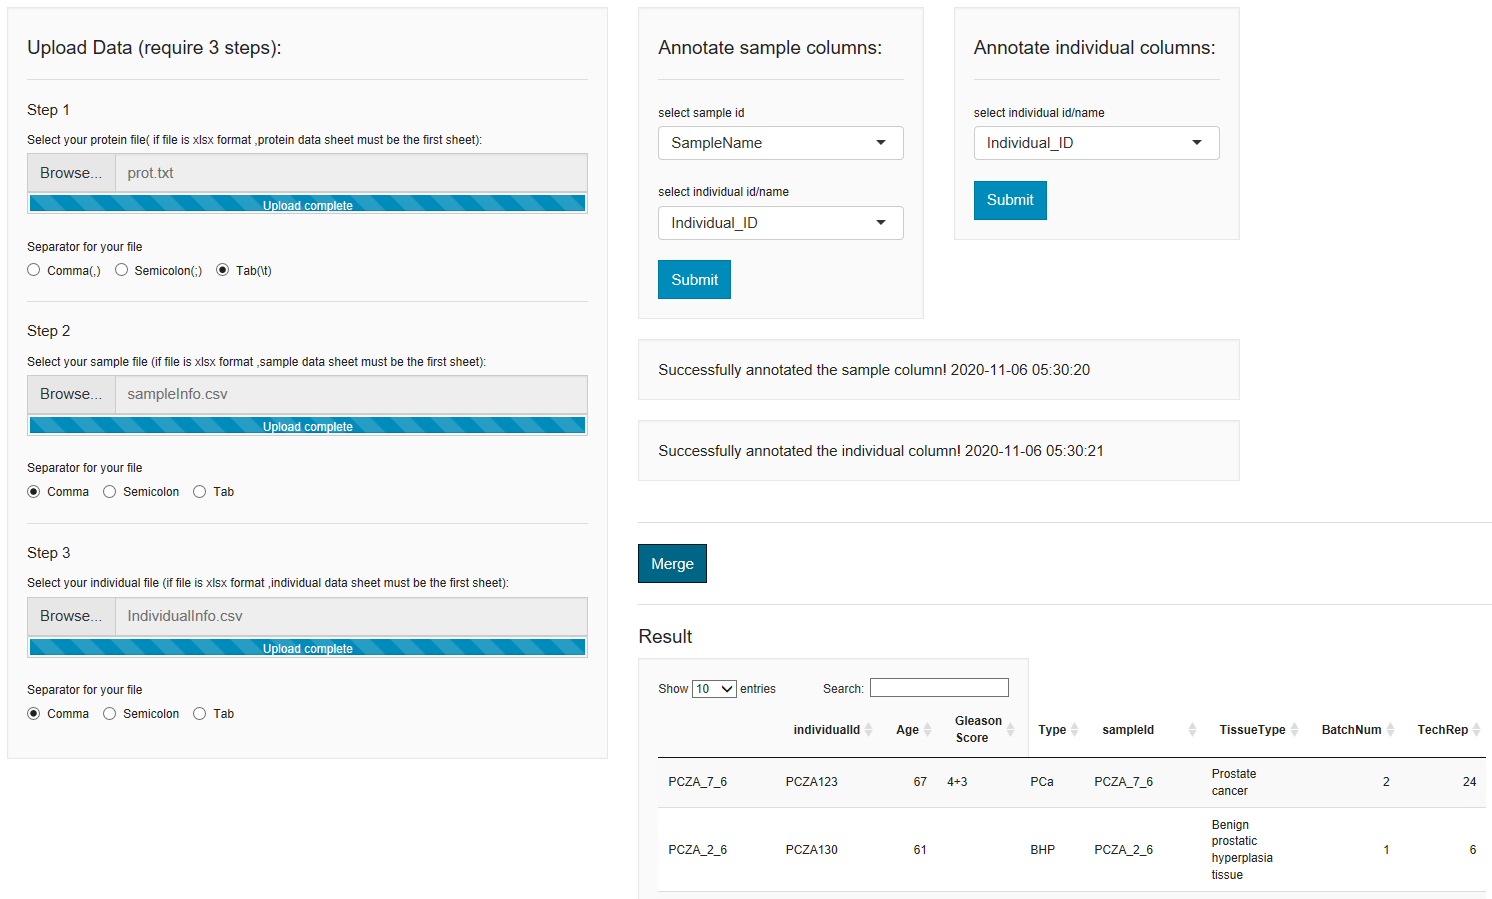 Upload Data (require 3 steps):
Step 1
Select your protein file( if file is xlsx format ,protein data sheet must be the first sheet):
Browse... prot.txt
Upload complete
Separator for your file
Comma(,) Semicolon(;) Tab(\t)
Step 2
Select your sample file (if file is xlsx format ,sample data sheet must be the first sheet):
Browse... sampleInfo.csv
Upload complete
Separator for your file
Comma Semicolon Tab
Step 3
Select your individual file (if file is xlsx format ,individual data sheet must be the first sheet):
Browse... IndividualInfo.csv
Upload complete
Separator for your file
Comma Semicolon Tab
Annotate sample columns:
select sample id
SampleName
select individual id/name
Individual_ID
Submit
Annotate individual columns:
select individual id/name
Individual_ID
Submit
Successfully annotated the sample column! 2020-11-06 05:30:20
Successfully annotated the individual column! 2020-11-06 05:30:21
Merge
Result
Show 10 entries Search:
individualId Age Gleason Score Type sampleId TissueType BatchNum TechRep
PCZA_7_6 PCZA123 67 4+3 PCa PCZA_7_6 Prostate cancer 2 24
PCZA_2_6 PCZA130 61 BHP PCZA_2_6 Benign prostatic hyperplasia tissue 1 6